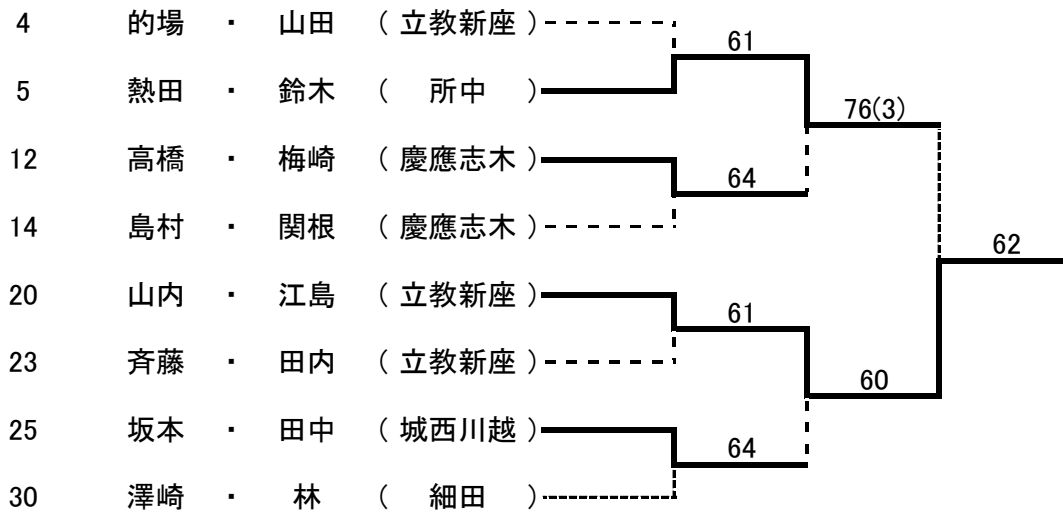 4 的場 ・ 山田 ( 立教新座 )
61
5 熱田 ・ 鈴木 ( 所中 )
76(3)
12 高橋 ・ 梅崎 ( 慶應志木 )
64
14 島村 ・ 関根 ( 慶應志木 )
62
20 山内 ・ 江島 ( 立教新座 )
61
23 斉藤 ・ 田内 ( 立教新座 )
60
25 坂本 ・ 田中 ( 城西川越 )
64
30 澤崎 ・ 林 ( 細田 )